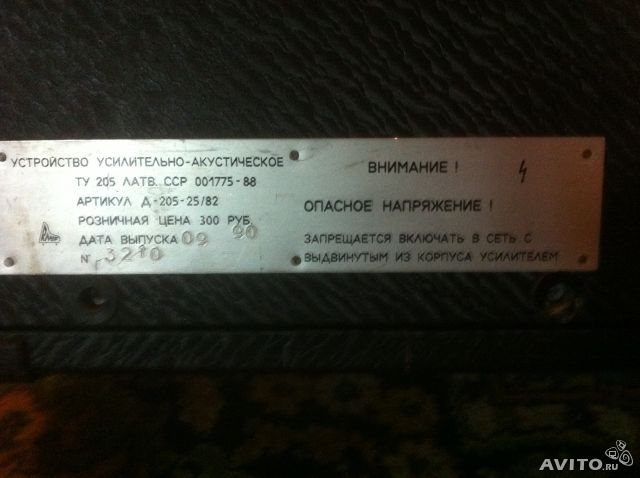 УСТРОЙСТВО УСИЛИТЕЛЬНО-АКУСТИЧЕСКОЕ
ТУ 205 ЛАТВ. ССР 001775-88
АРТИКУЛ Д-205-25/82
РОЗНИЧНАЯ ЦЕНА 300 РУБ.
ДАТА ВЫПУСКА 09 90
№ 3210
ВНИМАНИЕ !
ОПАСНОЕ НАПРЯЖЕНИЕ !
ЗАПРЕЩАЕТСЯ ВКЛЮЧАТЬ В СЕТЬ С
ВЫДВИНУТЫМ ИЗ КОРПУСА УСИЛИТЕЛЕМ
AVITO.ru